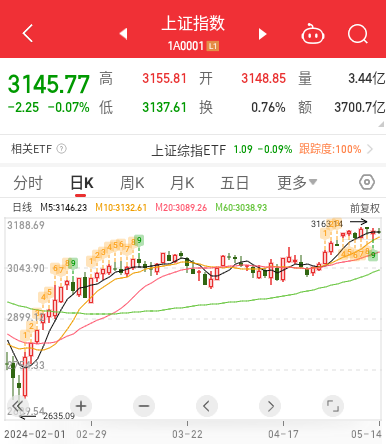 上证指数
1A0001 L1
3145.77 高 3155.81 开 3148.85 量 3.44亿
-2.25 -0.07% 低 3137.61 换 0.76% 额 3700.7亿
相关ETF ? 上证综指ETF 1.09 -0.09% 跟踪度:100%
分时 日K 周K 月K 五日 更多
日线 M5:3146.23 M10:3132.61 M20:3089.26 M60:3038.93 前复权
3188.69
3163.14
3043.90
2899.11
2635.09
2024-02-01 02-29 03-22 04-17 05-14